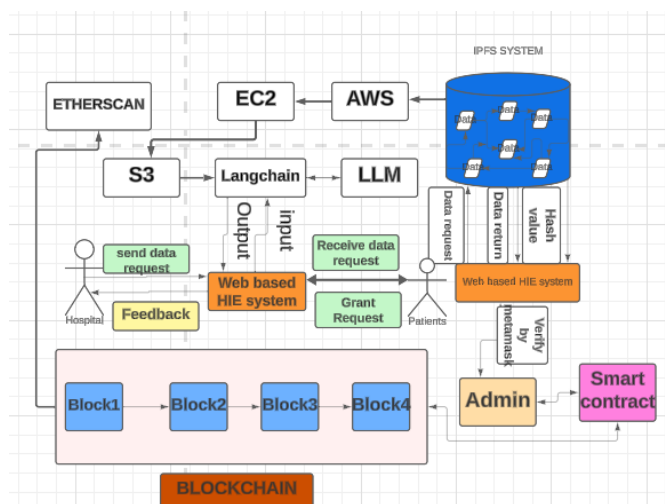 IPFS SYSTEM
ETHERSCAN
EC2
AWS
Data
Data
Data
Data
Data
Data
S3
Langchain
LLM
Output
input
Data request
Data return
Hash
value
send data
request
Receive data
request
Web based
HIE system
Web based HIE system
Hospital
Feedback
Grant
Request
Patients
Verify
by
metamask
Block1
Block2
Block3
Block4
Admin
Smart
contract
BLOCKCHAIN